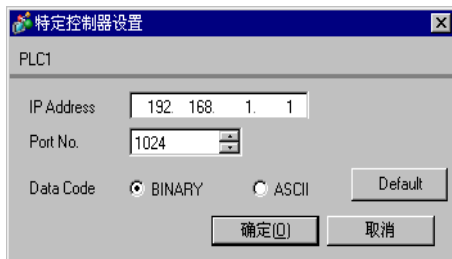 特定控制器设置
PLC1
IP Address 192. 168. 1. 1
Port No. 1024
Data Code BINARY ASCII Default
确定(O) 取消